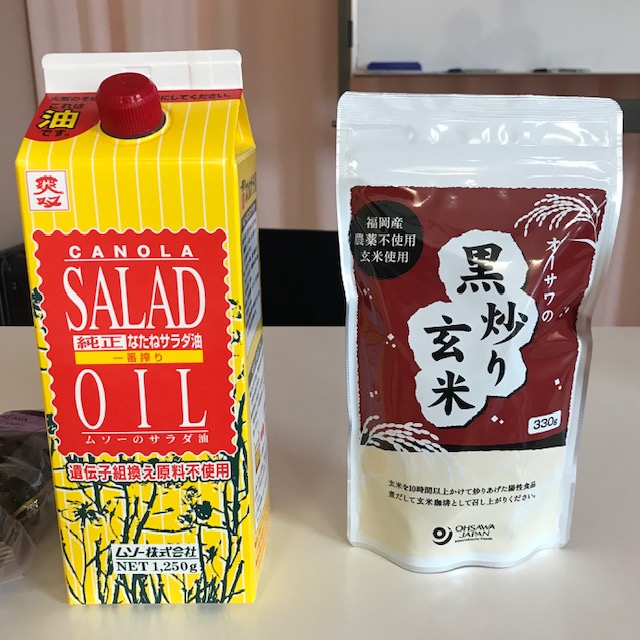 これは
油
です。
CANOLA
SALAD
純正 なたねサラダ油
一番搾り
OIL
ムソーのサラダ油
遺伝子組換え原料不使用
ムソー株式会社
NET 1,250g
福岡産
農薬不使用
玄米使用
オーサワの
黒炒り
玄米
330g
玄米を10時間以上かけて炒りあげた陽性食品
煮だして玄米珈琲として召し上がりください。
OHSAWA
JAPAN